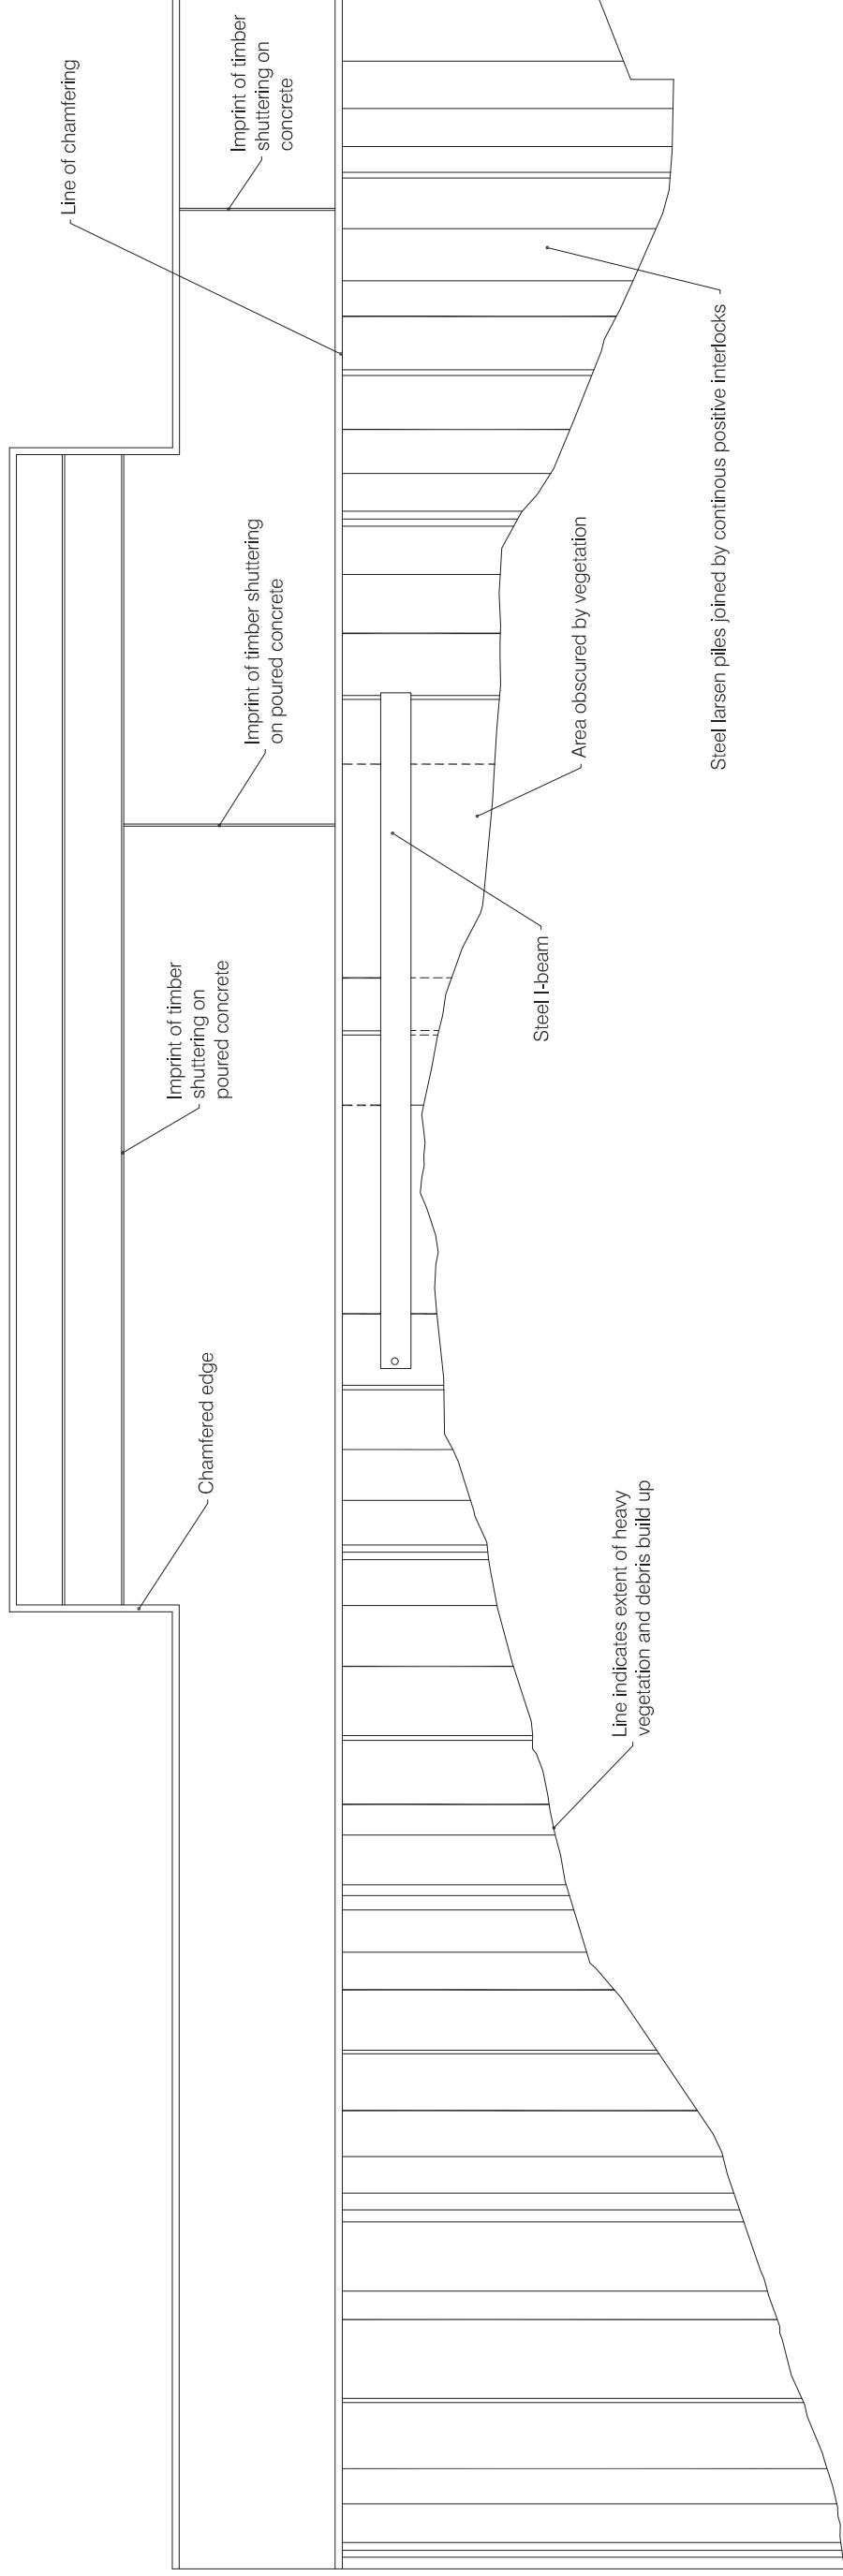 Line of chamfering
Imprint of timber
shuttering on
poured concrete
Chamfered edge
Imprint of timber shuttering
on poured concrete
Imprint of timber
shuttering on
concrete
Steel I-beam
Area obscured by vegetation
Line indicates extent of heavy
vegetation and debris build up
Steel larsen piles joined by continous positive interlocks